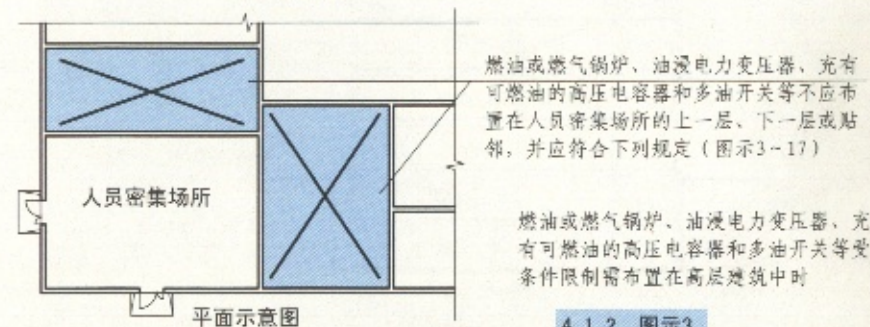 燃油或燃气锅炉、油浸电力变压器、充有
可燃油的高压电容器和多油开关等不应布
置在人员密集场所的上一层、下一层或贴
邻，并应符合下列规定（图示3~17）
人员密集场所
燃油或燃气锅炉、油浸电力变压器、充
有可燃油的高压电容器和多油开关等受
条件限制需布置在高层建筑中时
平面示意图
4.1.2 图示3